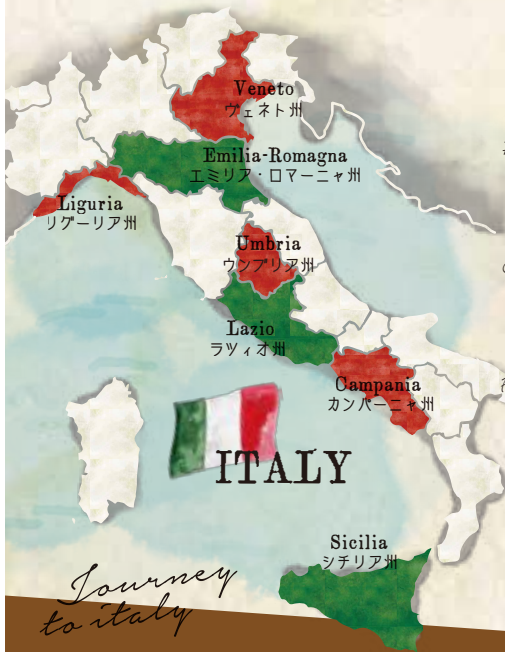 Veneto
ヴェネト州
Emilia-Romagna
エミリア・ロマーニャ州
Liguria
リグーリア州
Umbria
ウンブリア州
Lazio
ラツィオ州
Campania
カンパーニャ州
ITALY
Sicilia
シチリア州
Journey
to italy